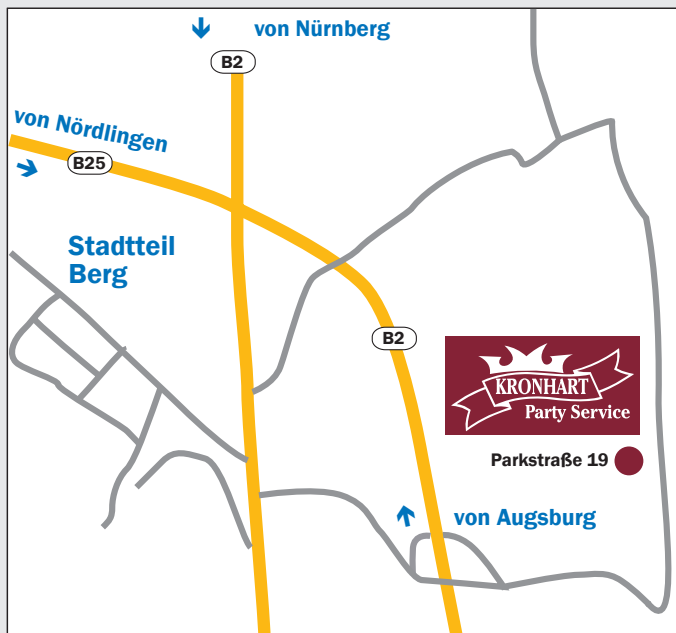 von Nürnberg
B2
von Nördlingen
B25
Stadtteil
Berg
B2
KRONHART
Party Service
Parkstraße 19
von Augsburg